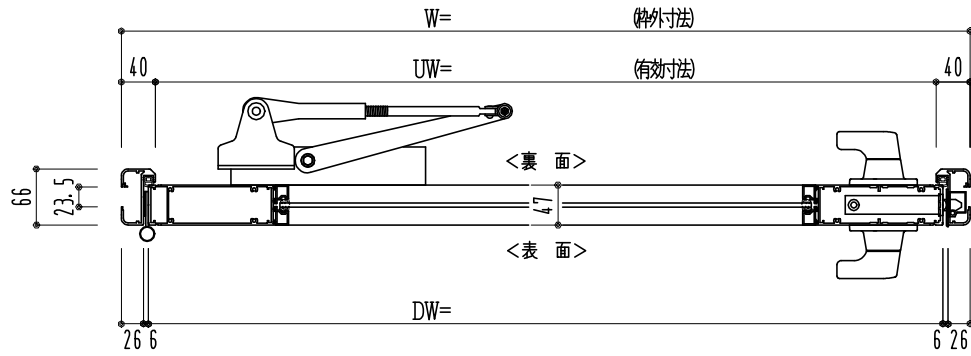 W= (枠外寸法)
40 UW= (有効寸法) 40
<裏 面>
66
23.5
47
<表 面>
DW=
26 6 6 26